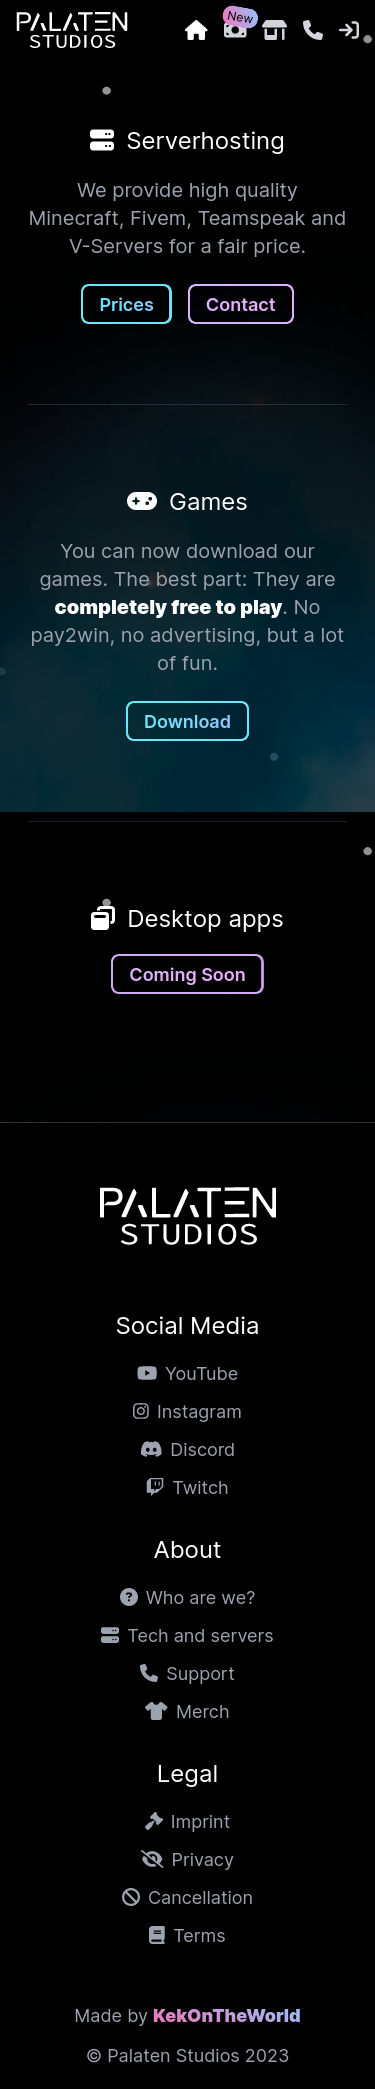 PALATEN
STUDIOS
New
Serverhosting
We provide high quality
Minecraft, Fivem, Teamspeak and
V-Servers for a fair price.
Prices Contact
Games
You can now download our
games. The best part: They are
completely free to play. No
pay2win, no advertising, but a lot
of fun.
Download
Desktop apps
Coming Soon
PALATEN
STUDIOS
Social Media
YouTube
Instagram
Discord
Twitch
About
Who are we?
Tech and servers
Support
Merch
Legal
Imprint
Privacy
Cancellation
Terms
Made by KekOnTheWorld
© Palaten Studios 2023